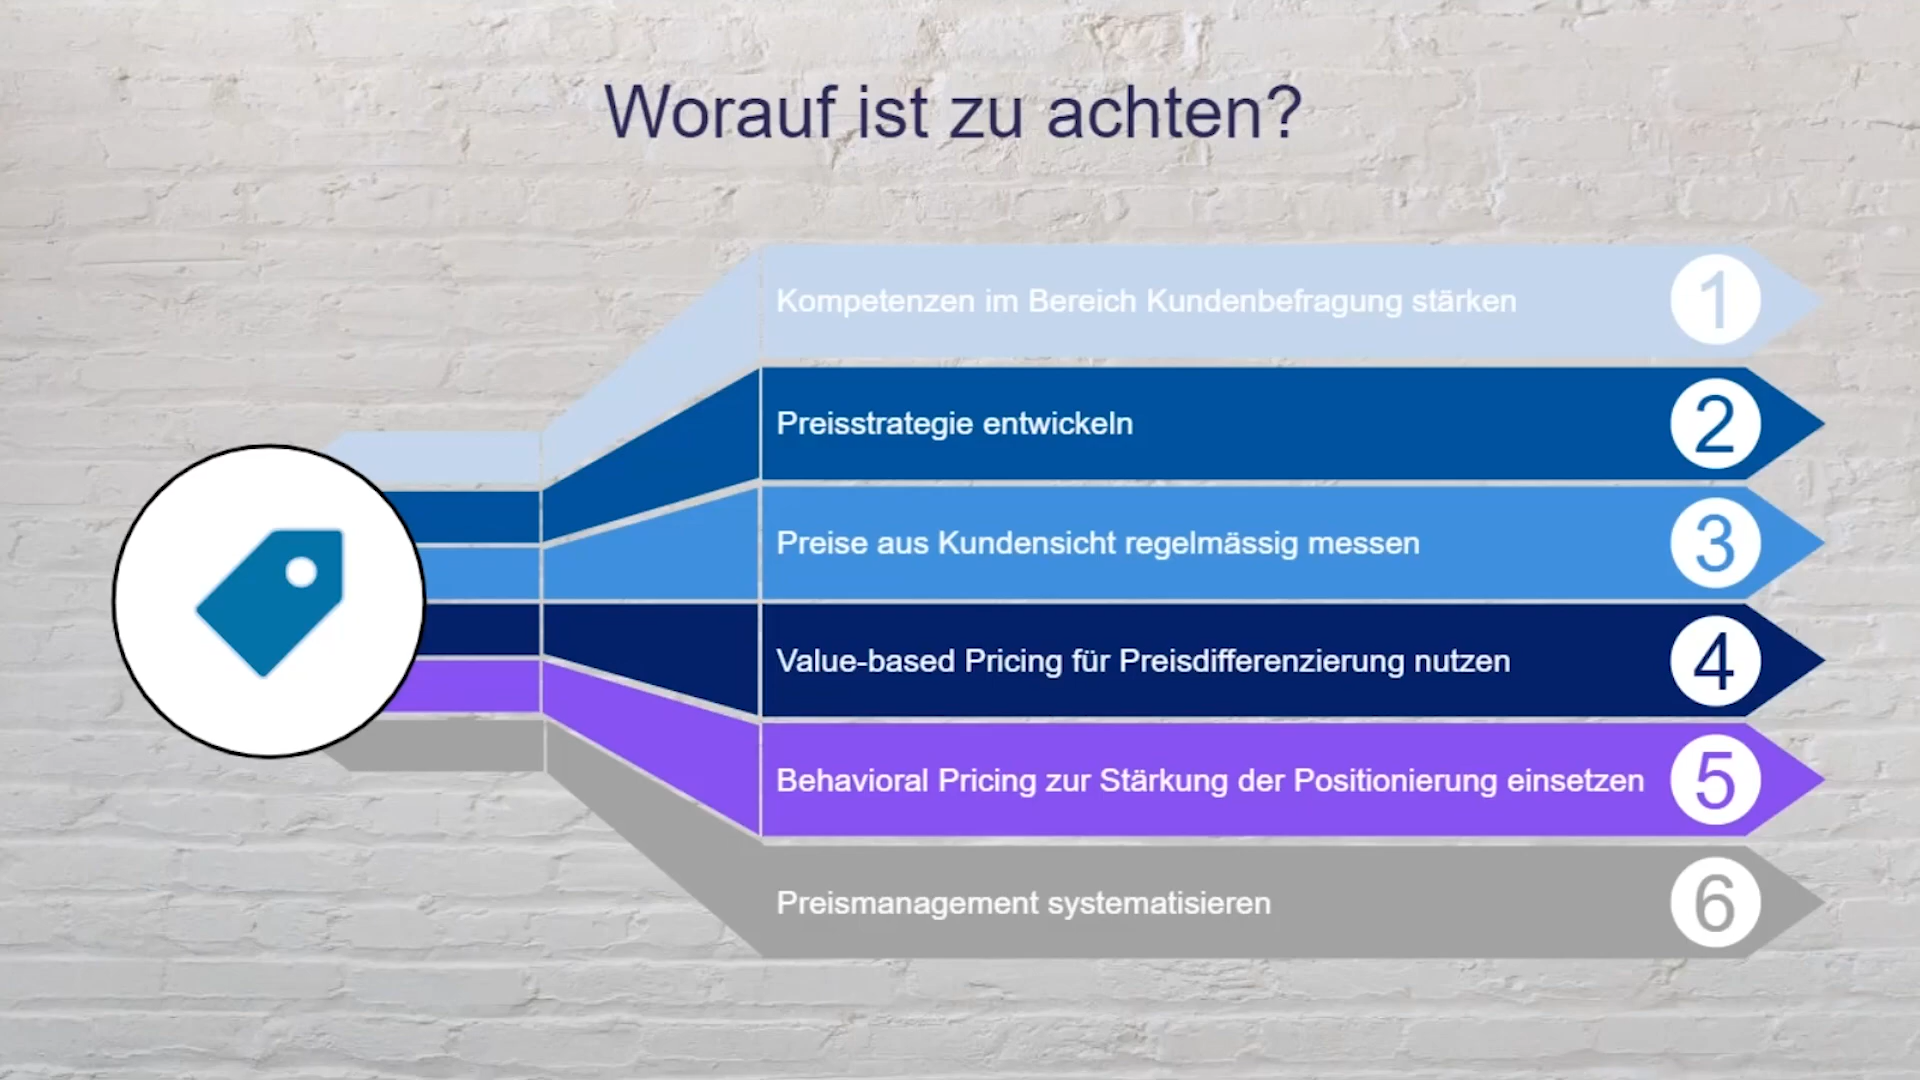 Worauf ist zu achten?
Kompetenzen im Bereich Kundenbefragung stärken
1
Preisstrategie entwickeln
2
Preise aus Kundensicht regelmässig messen
3
Value-based Pricing für Preisdifferenzierung nutzen
4
Behavioral Pricing zur Stärkung der Positionierung einsetzen
5
Preismanagement systematisieren
6